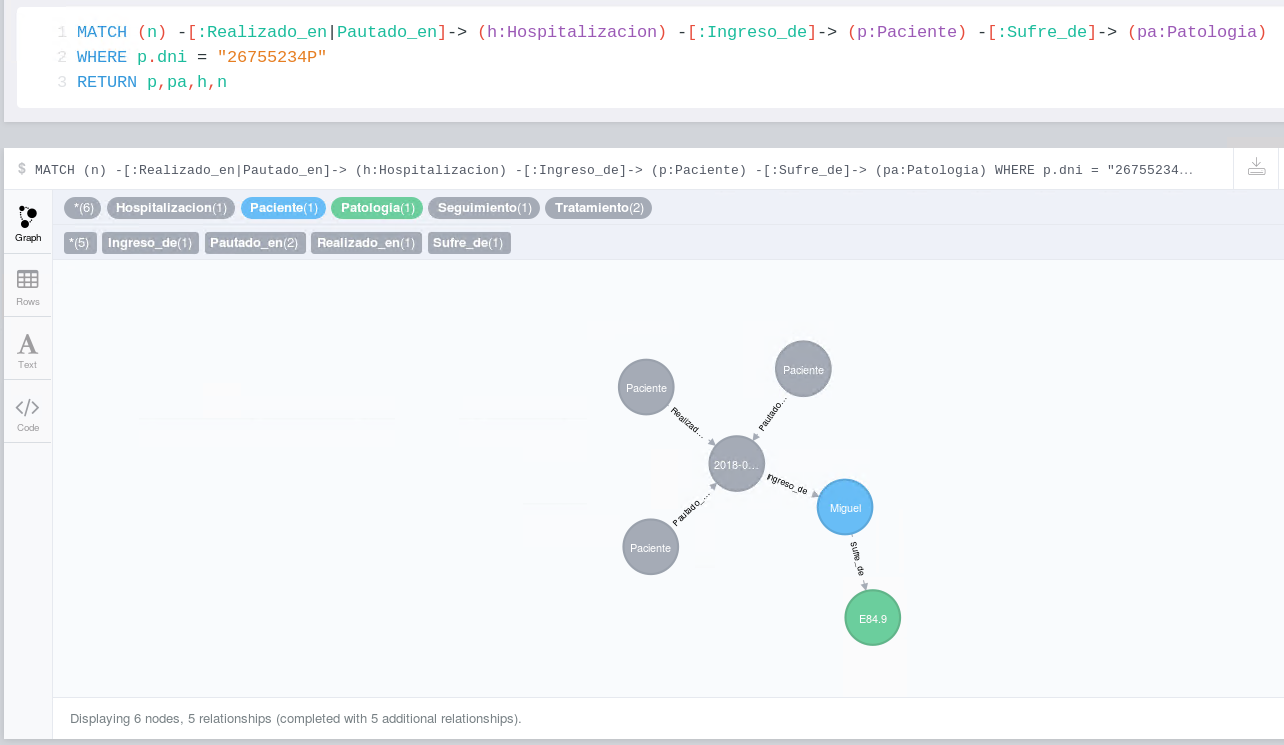 1 MATCH (n) -[:Realizado_en|Pautado_en]-> (h:Hospitalizacion) -[:Ingreso_de]-> (p:Paciente) -[:Sufre_de]-> (pa:Patologia)
2 WHERE p.dni = "26755234P"
3 RETURN p,pa,h,n
$ MATCH (n) -[:Realizado_en|Pautado_en]-> (h:Hospitalizacion) -[:Ingreso_de]-> (p:Paciente) -[:Sufre_de]-> (pa:Patologia) WHERE p.dni = "26755234…
*(6) Hospitalizacion(1) Paciente(1) Patologia(1) Seguimiento(1) Tratamiento(2)
*(5) Ingreso_de(1) Pautado_en(2) Realizado_en(1) Sufre_de(1)
Graph
Rows
A
Text
</>
Code
Paciente
Paciente
Realizad…
Pautado…
2018-0…
Ingreso_de
Miguel
Pautado_…
Paciente
Sufre_de
E84.9
Displaying 6 nodes, 5 relationships (completed with 5 additional relationships).